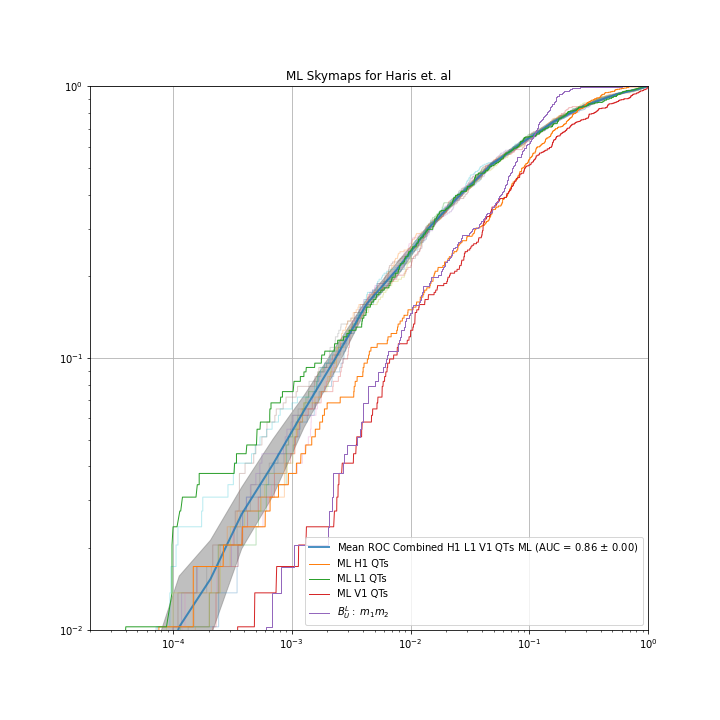 ML Skymaps for Haris et. al
10⁰
10⁻¹
10⁻²
Mean ROC Combined H1 L1 V1 QTs ML (AUC = 0.86 ± 0.00)
ML H1 QTs
ML L1 QTs
ML V1 QTs
B_U^L : m₁m₂
10⁻⁴ 10⁻³ 10⁻² 10⁻¹ 10⁰